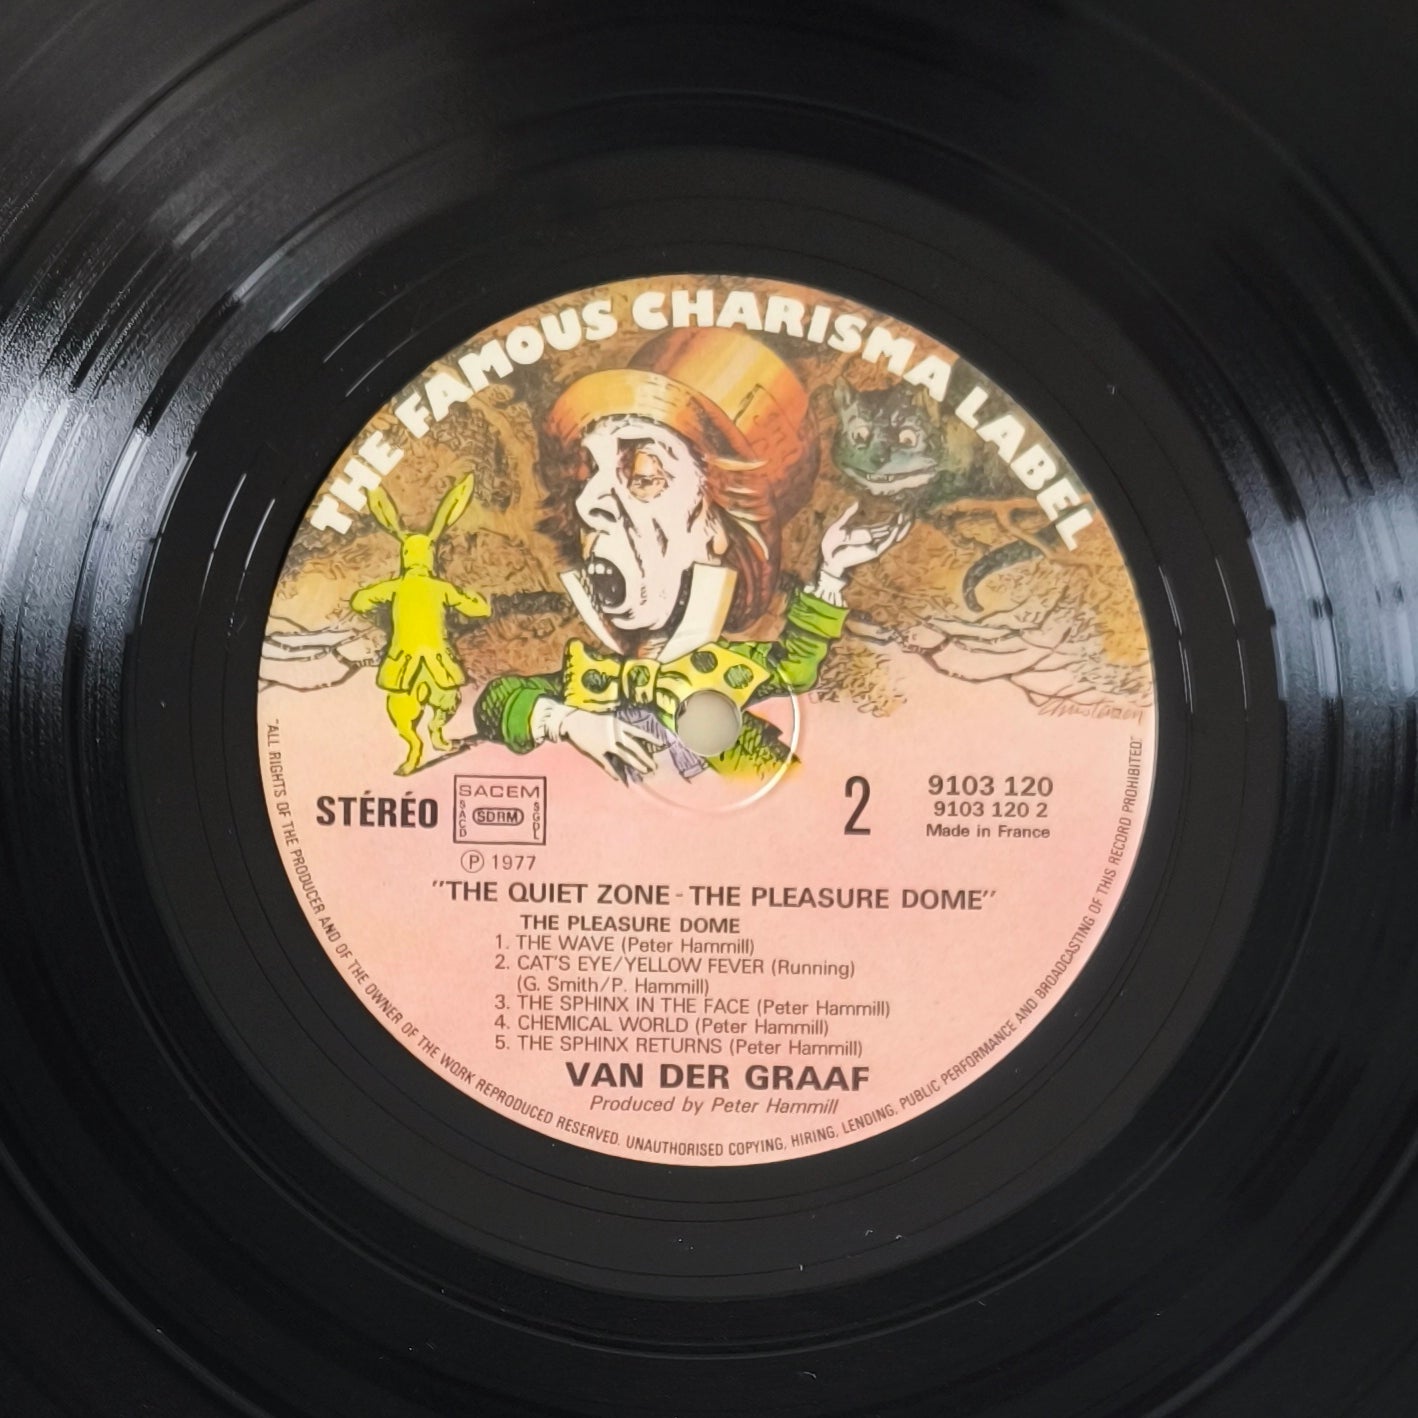 THE FAMOUS CHARISMA LABEL
Christensen
STÉRÉO
SACEM
SACD
SDRM
SGDL
2
9103 120
9103 120 2
Made in France
Ⓟ 1977
"THE QUIET ZONE - THE PLEASURE DOME"
THE PLEASURE DOME
1. THE WAVE (Peter Hammill)
2. CAT'S EYE/YELLOW FEVER (Running)
(G. Smith/P. Hammill)
3. THE SPHINX IN THE FACE (Peter Hammill)
4. CHEMICAL WORLD (Peter Hammill)
5. THE SPHINX RETURNS (Peter Hammill)
VAN DER GRAAF
Produced by Peter Hammill
"ALL RIGHTS OF THE PRODUCER AND OF THE OWNER OF THE WORK REPRODUCED RESERVED. UNAUTHORISED COPYING, HIRING, LENDING, PUBLIC PERFORMANCE AND BROADCASTING OF THIS RECORD PROHIBITED"